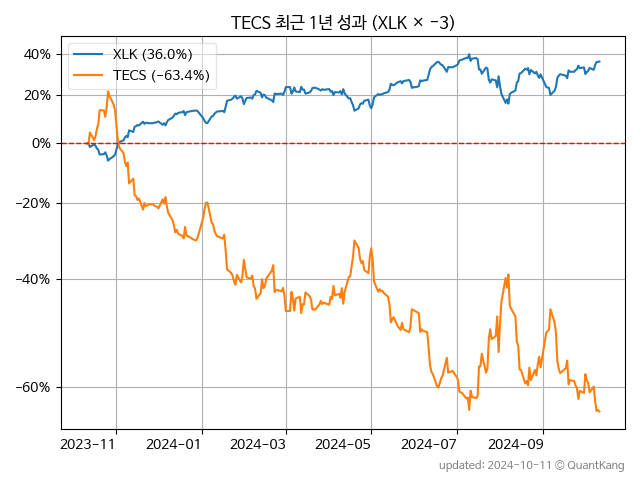 TECS 최근 1년 성과 (XLK × −3)
XLK (36.0%)
TECS (−63.4%)
40%
20%
0%
−20%
−40%
−60%
2023−11 2024−01 2024−03 2024−05 2024−07 2024−09
updated: 2024-10-11 © QuantKang